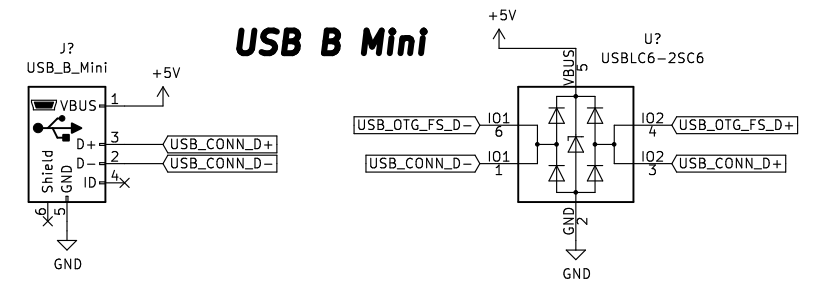 USB B Mini
J?
USB_B_Mini
+5V
VBUS 1
D+ 3 USB_CONN_D+
D- 2 USB_CONN_D-
ID 4
Shield 6
GND 5
GND
+5V
U?
USBLC6-2SC6
VBUS 5
USB_OTG_FS_D- IO1 6
IO2 4 USB_OTG_FS_D+
USB_CONN_D- IO1 1
IO2 3 USB_CONN_D+
GND 2
GND